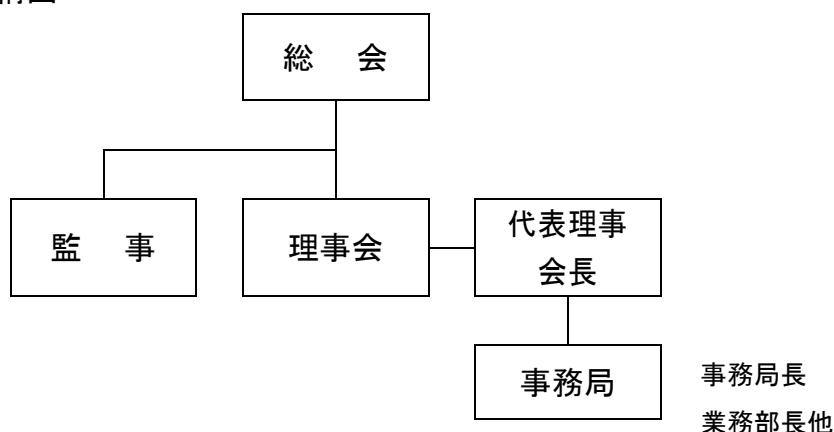 総　会
監　事
理事会
代表理事
会長
事務局
事務局長
業務部長他